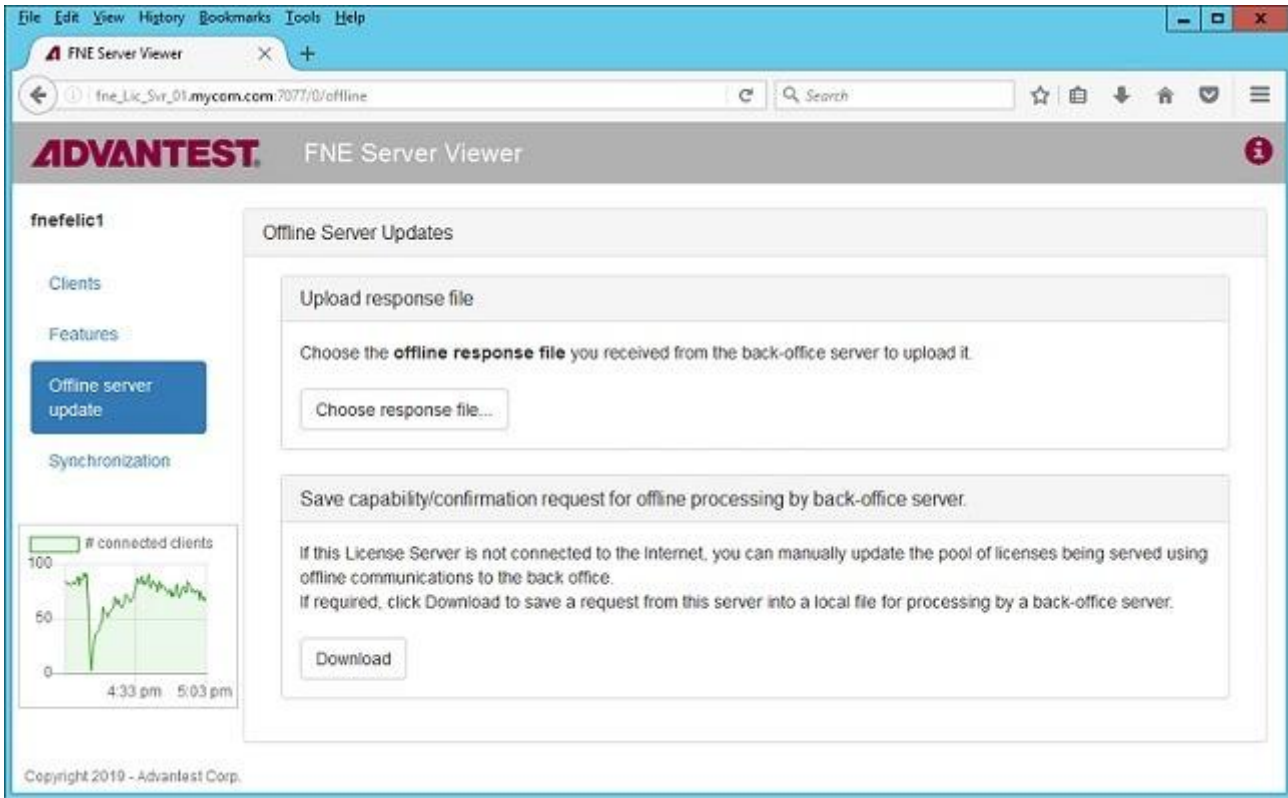 File Edit View History Bookmarks Tools Help
FNE Server Viewer
fne_Lic_Svr_01.mycom.com:7077/0/offline
Search
ADVANTEST. FNE Server Viewer
fnefelic1
Clients
Features
Offline server
update
Synchronization
# connected clients
100
50
0
4:33 pm 5:03 pm
Offline Server Updates
Upload response file
Choose the offline response file you received from the back-office server to upload it.
Choose response file...
Save capability/confirmation request for offline processing by back-office server.
If this License Server is not connected to the Internet, you can manually update the pool of licenses being served using
offline communications to the back office.
If required, click Download to save a request from this server into a local file for processing by a back-office server.
Download
Copyright 2019 - Advantest Corp.